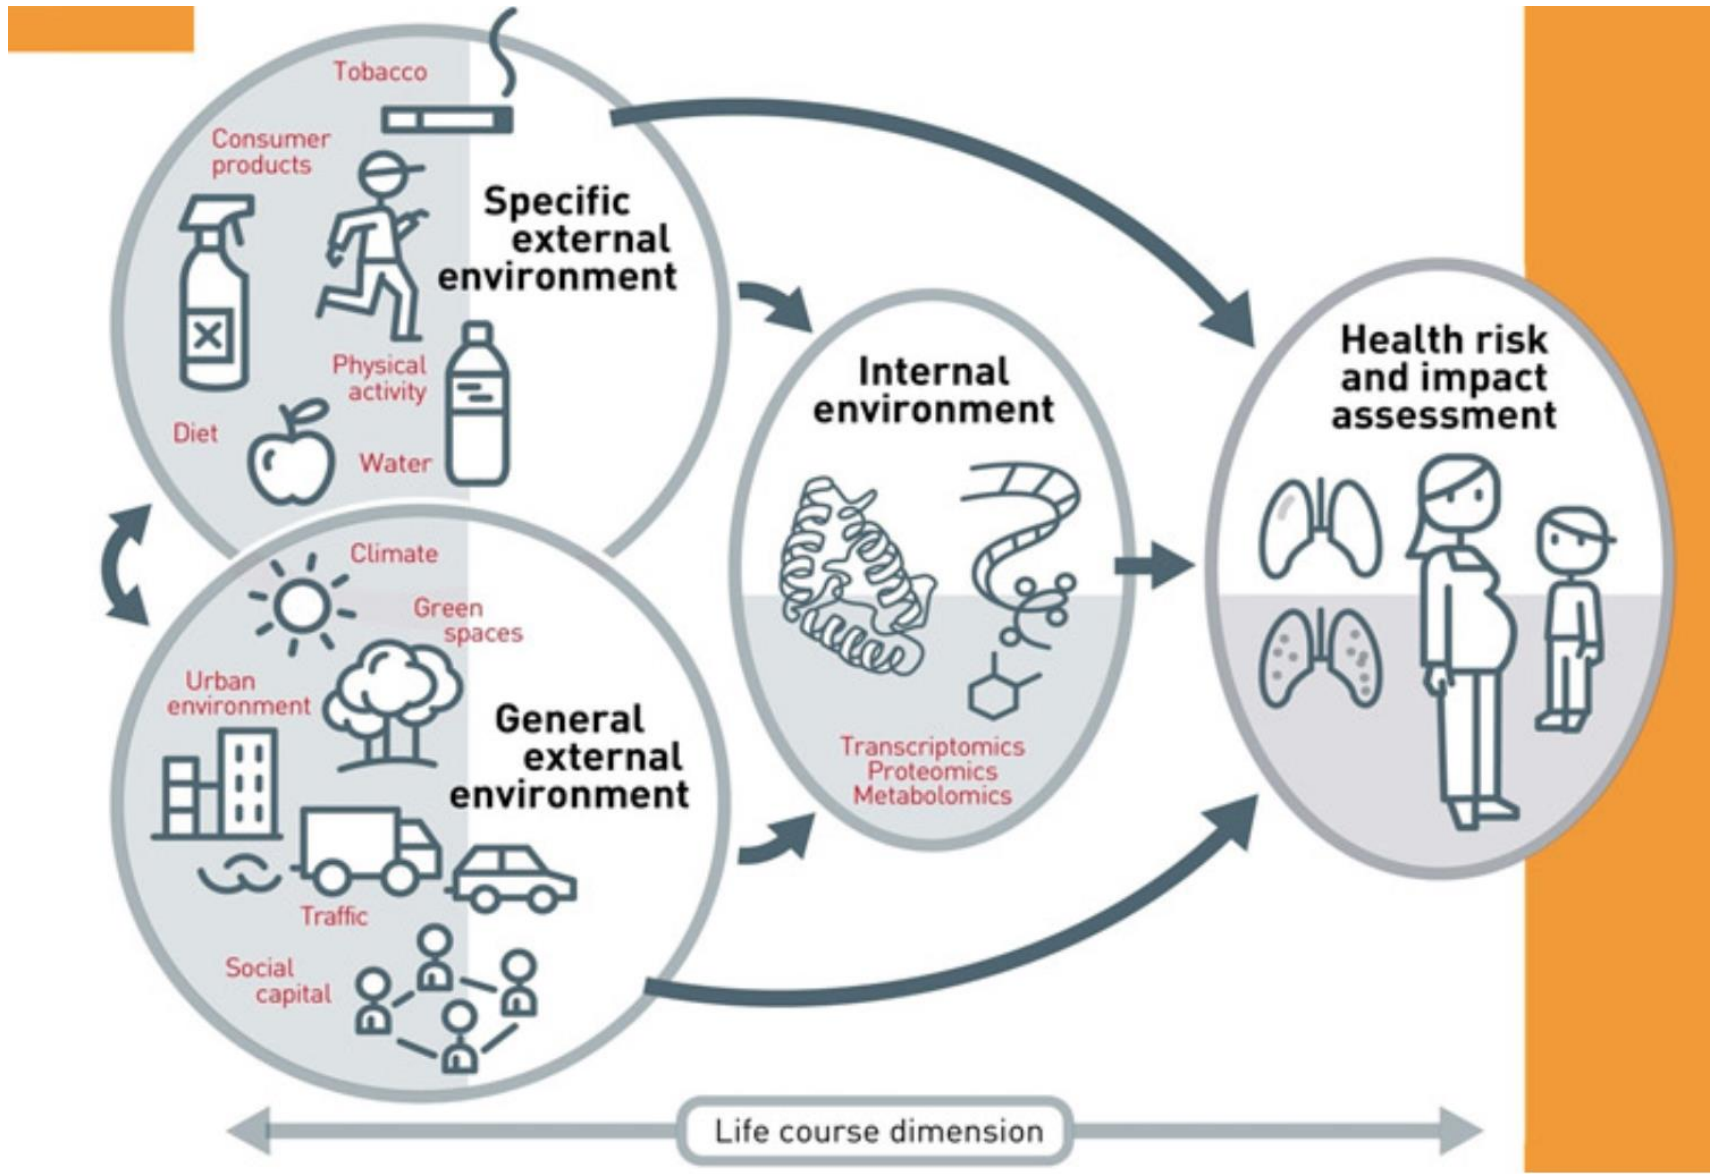 Tobacco
Consumer
products
Specific
external
environment
Physical
activity
Diet
Water
Climate
Green
spaces
Urban
environment
General
external
environment
Traffic
Social
capital
Internal
environment
Transcriptomics
Proteomics
Metabolomics
Health risk
and impact
assessment
Life course dimension